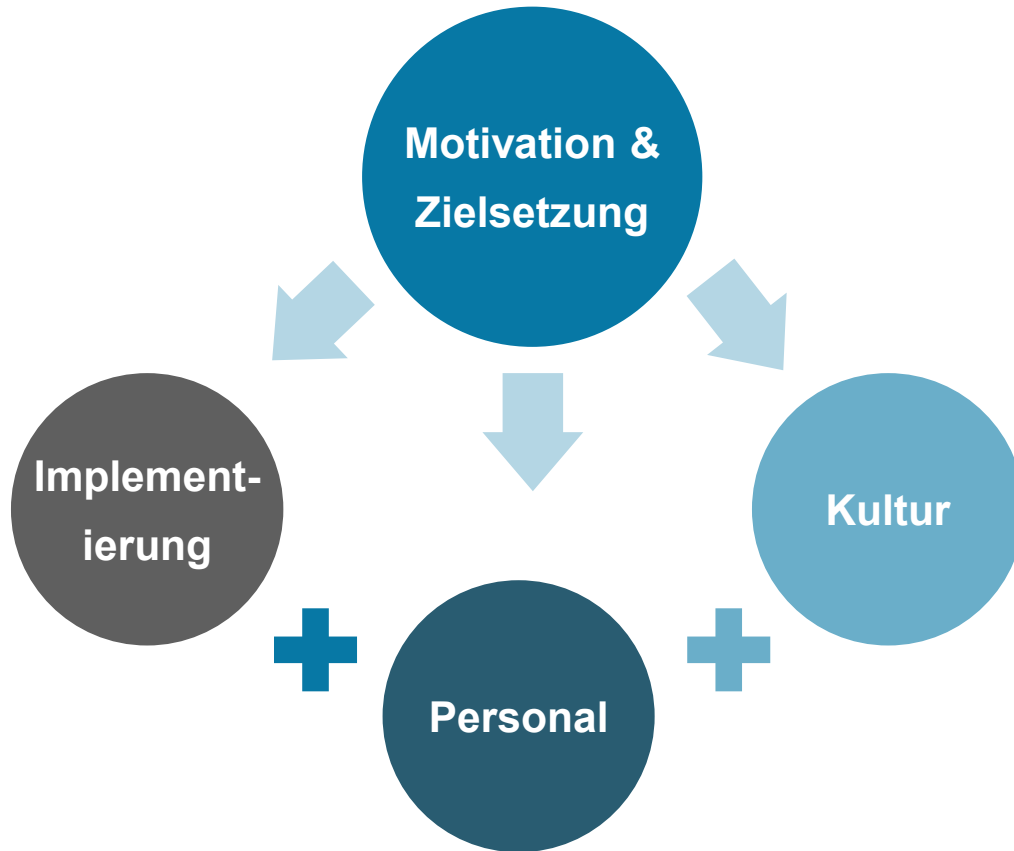 Motivation &
Zielsetzung
Implement-
ierung
Kultur
Personal